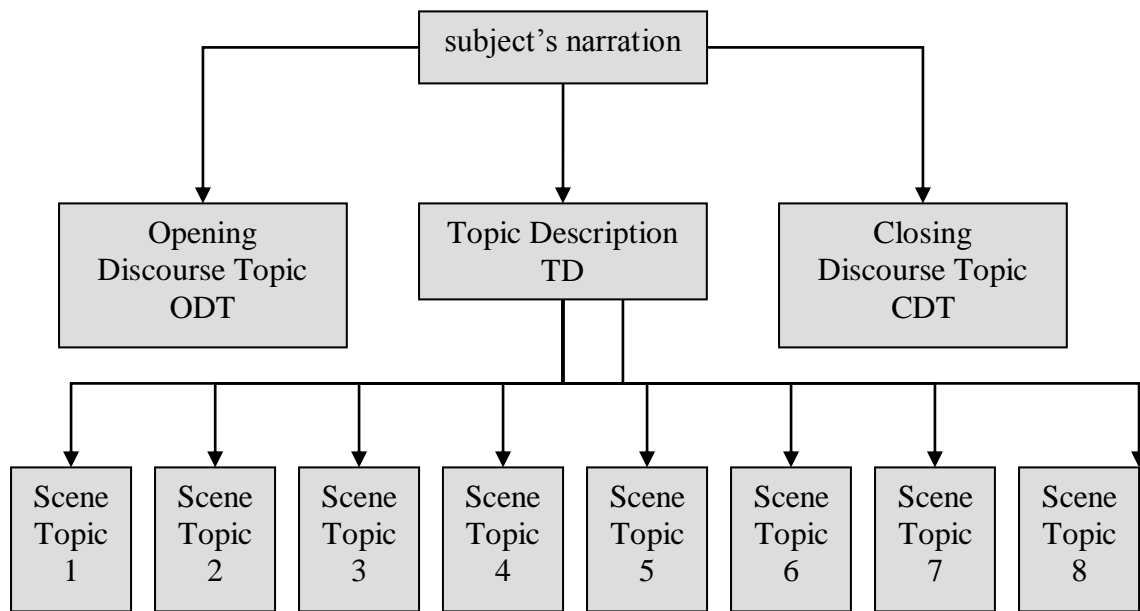 subject’s narration
Opening
Discourse Topic
ODT
Topic Description
TD
Closing
Discourse Topic
CDT
Scene
Topic
1
Scene
Topic
2
Scene
Topic
3
Scene
Topic
4
Scene
Topic
5
Scene
Topic
6
Scene
Topic
7
Scene
Topic
8